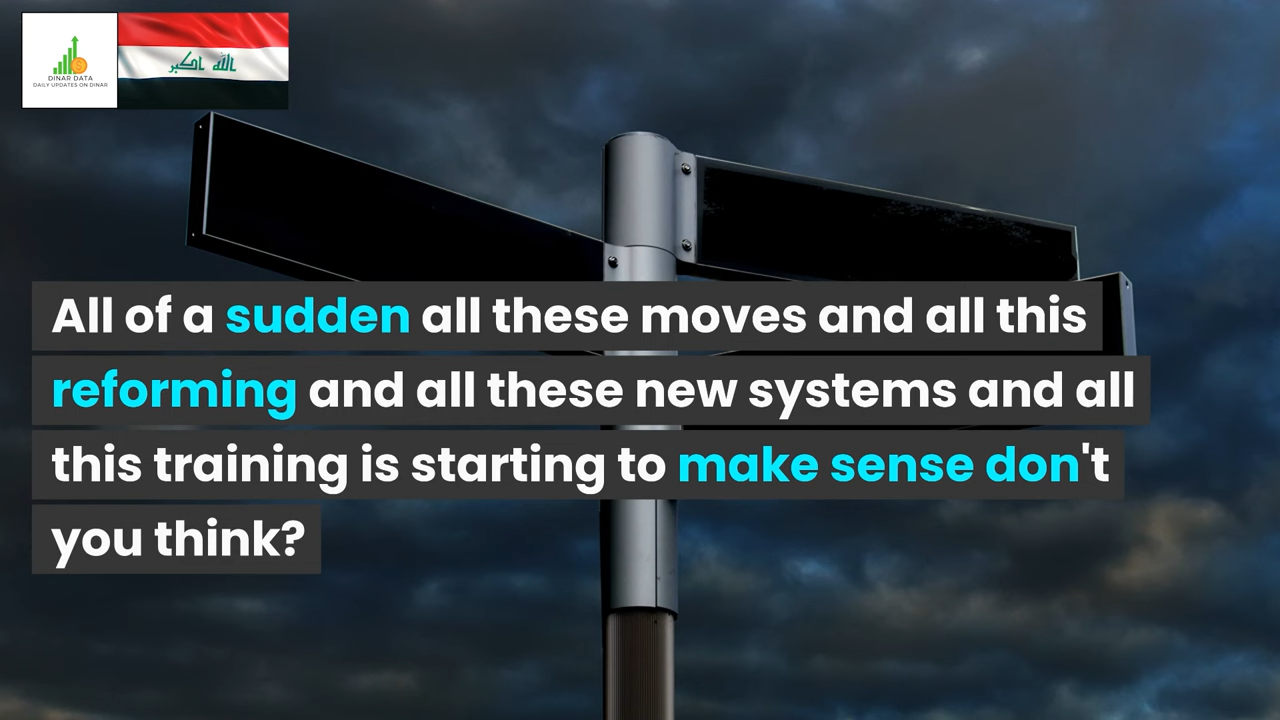 DINAR DATA
DAILY UPDATES ON DINAR
الله اكبر
All of a sudden all these moves and all this
reforming and all these new systems and all
this training is starting to make sense don't
you think?